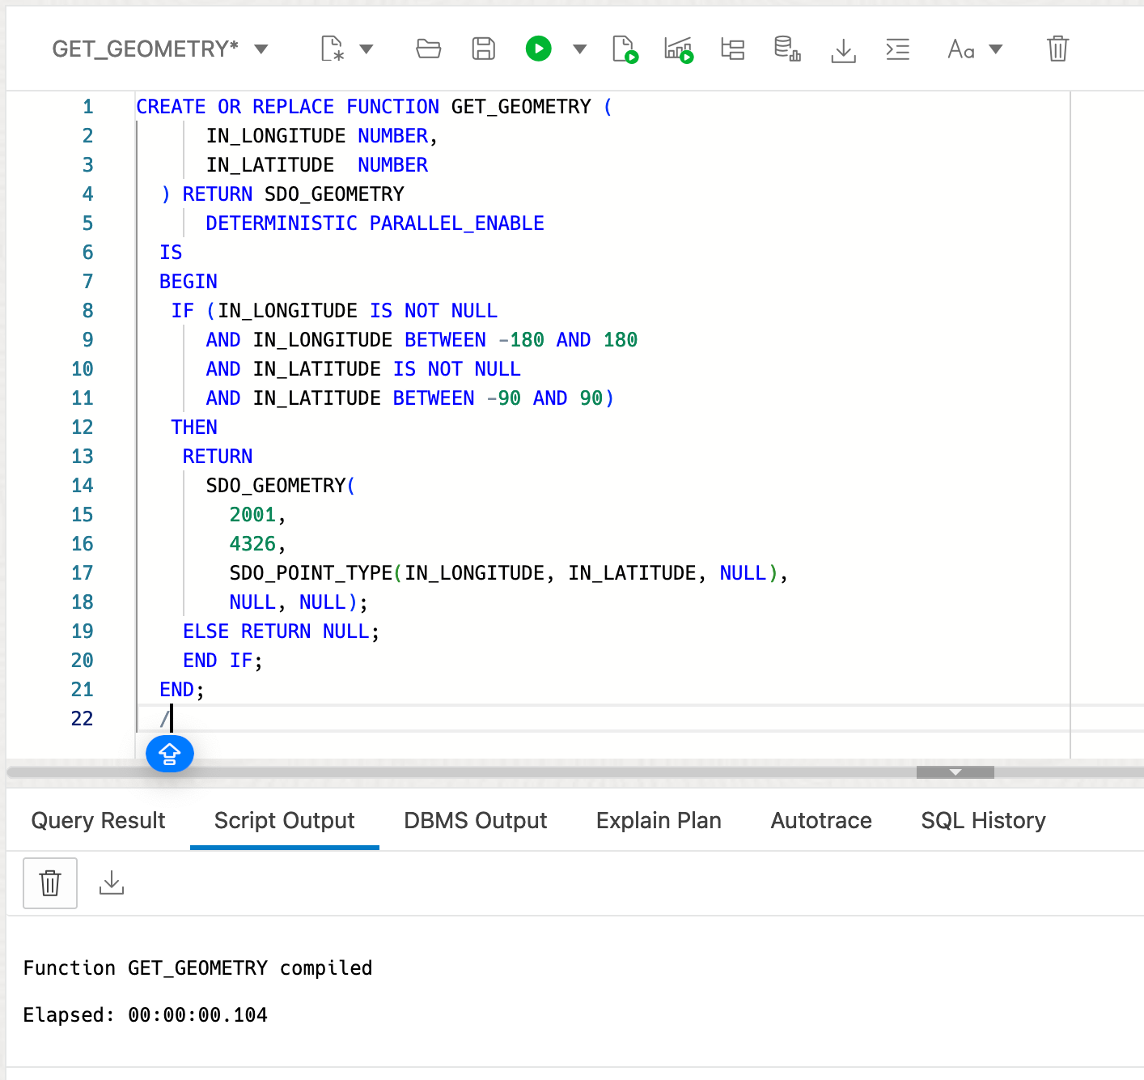 GET_GEOMETRY*
Aa
1 CREATE OR REPLACE FUNCTION GET_GEOMETRY (
2 IN_LONGITUDE NUMBER,
3 IN_LATITUDE  NUMBER
4 ) RETURN SDO_GEOMETRY
5 DETERMINISTIC PARALLEL_ENABLE
6 IS
7 BEGIN
8 IF (IN_LONGITUDE IS NOT NULL
9 AND IN_LONGITUDE BETWEEN -180 AND 180
10 AND IN_LATITUDE IS NOT NULL
11 AND IN_LATITUDE BETWEEN -90 AND 90)
12 THEN
13 RETURN
14 SDO_GEOMETRY(
15 2001,
16 4326,
17 SDO_POINT_TYPE(IN_LONGITUDE, IN_LATITUDE, NULL),
18 NULL, NULL);
19 ELSE RETURN NULL;
20 END IF;
21 END;
22 /
Query Result Script Output DBMS Output Explain Plan Autotrace SQL History
Function GET_GEOMETRY compiled
Elapsed: 00:00:00.104